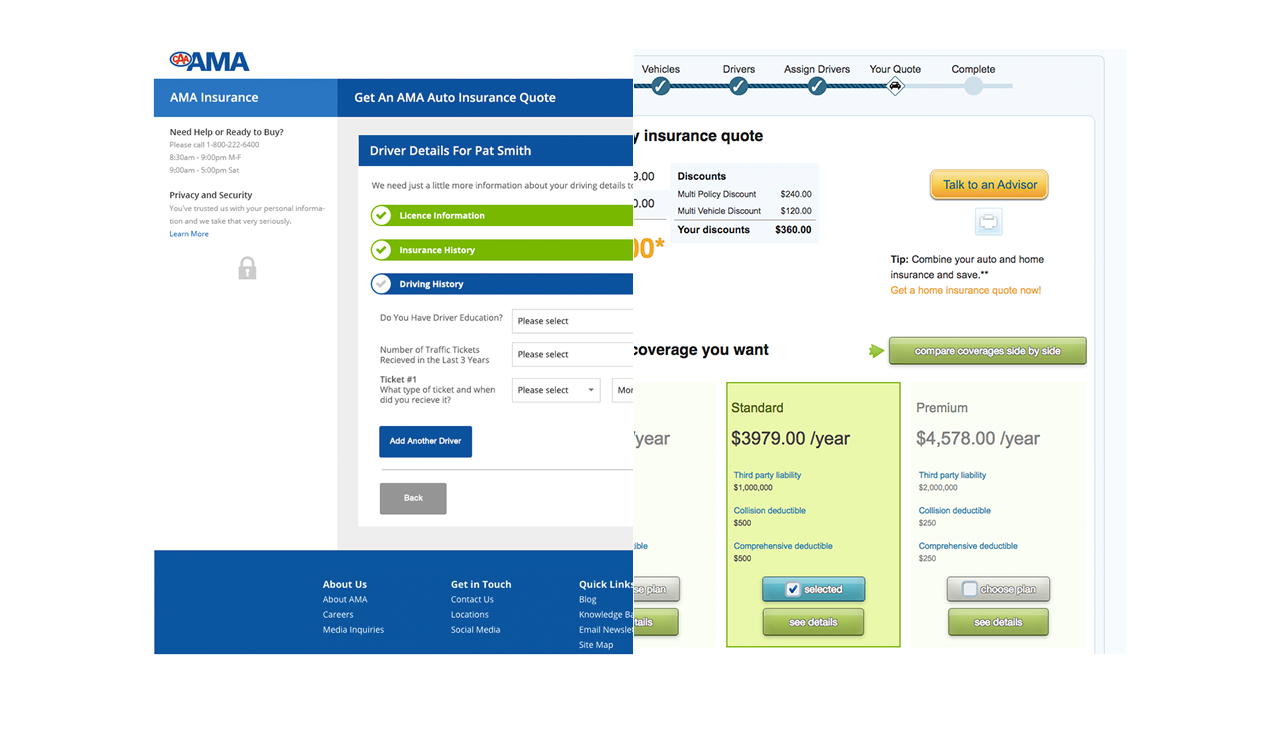 CAA AMA
AMA Insurance
Need Help or Ready to Buy?
Please call 1-800-222-6400
8:30am - 9:00pm M-F
9:00am - 5:00pm Sat
Privacy and Security
You've trusted us with your personal informa-
tion and we take that very seriously.
Learn More
Get An AMA Auto Insurance Quote
Driver Details For Pat Smith
We need just a little more information about your driving details to
Licence Information
Insurance History
Driving History
Do You Have Driver Education?
Please select
Number of Traffic Tickets
Recieved in the Last 3 Years
Please select
Ticket #1
What type of ticket and when
did you recieve it?
Please select
Mor
Add Another Driver
Back
About Us
About AMA
Careers
Media Inquiries
Get in Touch
Contact Us
Locations
Social Media
Quick Links
Blog
Knowledge Ba
Email Newslet
Site Map
Vehicles
Drivers
Assign Drivers
Your Quote
Complete
y insurance quote
9.00
0.00
00*
Discounts
Multi Policy Discount $240.00
Multi Vehicle Discount $120.00
Your discounts $360.00
Talk to an Advisor
Tip: Combine your auto and home
insurance and save.**
Get a home insurance quote now!
coverage you want
compare coverages side by side
/year
tible
se plan
tails
Standard
$3979.00 /year
Third party liability
$1,000,000
Collision deductible
$500
Comprehensive deductible
$500
selected
see details
Premium
$4,578.00 /year
Third party liability
$2,000,000
Collision deductible
$250
Comprehensive deductible
$250
choose plan
see details